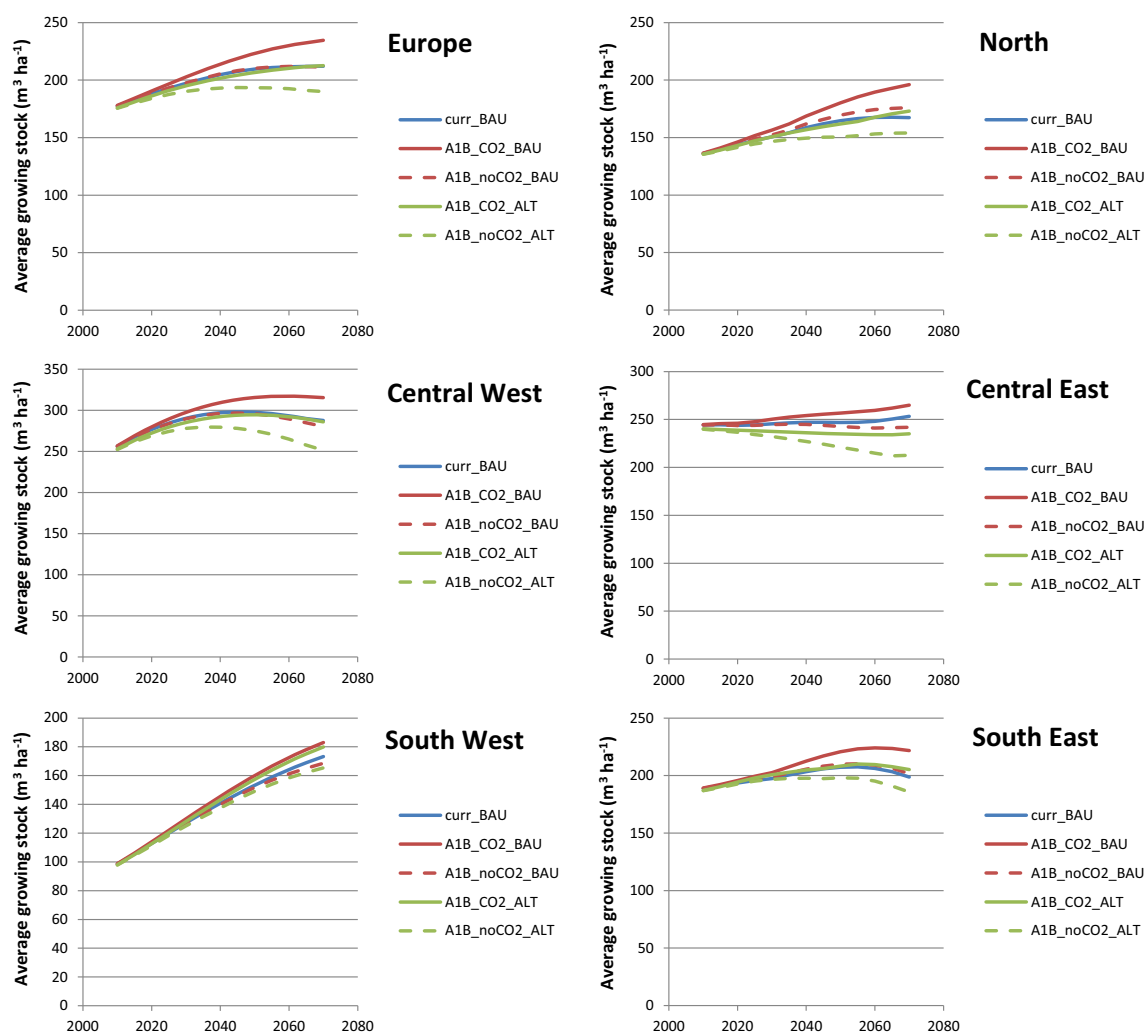 Europe
Average growing stock (m³ ha⁻¹)
250
200
150
100
50
0
2000 2020 2040 2060 2080
curr_BAU
A1B_CO2_BAU
A1B_noCO2_BAU
A1B_CO2_ALT
A1B_noCO2_ALT
North
Average growing stock (m³ ha⁻¹)
250
200
150
100
50
0
2000 2020 2040 2060 2080
curr_BAU
A1B_CO2_BAU
A1B_noCO2_BAU
A1B_CO2_ALT
A1B_noCO2_ALT
Central West
Average growing stock (m³ ha⁻¹)
350
300
250
200
150
100
50
0
2000 2020 2040 2060 2080
curr_BAU
A1B_CO2_BAU
A1B_noCO2_BAU
A1B_CO2_ALT
A1B_noCO2_ALT
Central East
Average growing stock (m³ ha⁻¹)
300
250
200
150
100
50
0
2000 2020 2040 2060 2080
curr_BAU
A1B_CO2_BAU
A1B_noCO2_BAU
A1B_CO2_ALT
A1B_noCO2_ALT
South West
Average growing stock (m³ ha⁻¹)
200
180
160
140
120
100
80
60
40
20
0
2000 2020 2040 2060 2080
curr_BAU
A1B_CO2_BAU
A1B_noCO2_BAU
A1B_CO2_ALT
A1B_noCO2_ALT
South East
Average growing stock (m³ ha⁻¹)
250
200
150
100
50
0
2000 2020 2040 2060 2080
curr_BAU
A1B_CO2_BAU
A1B_noCO2_BAU
A1B_CO2_ALT
A1B_noCO2_ALT